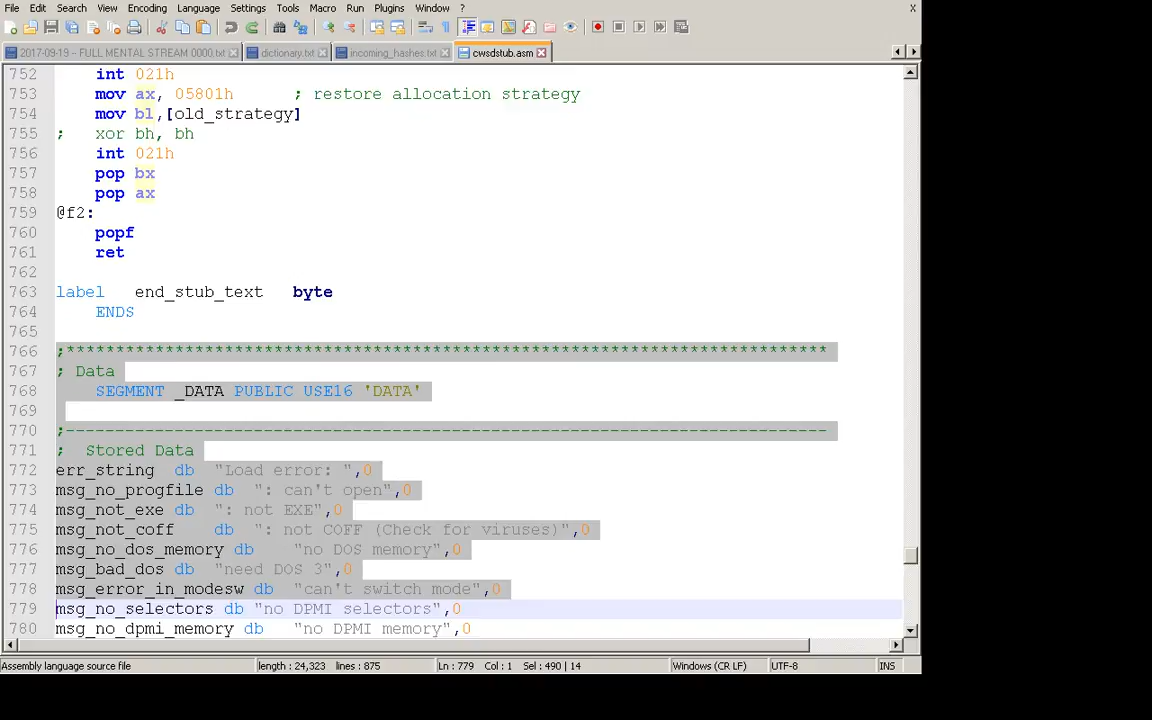 File Edit Search View Encoding Language Settings Tools Macro Run Plugins Window ? X
2017-09-19 – FULL MENTAL STREAM 0000.txt dictionary.txt incoming_hashes.txt cwsdstub.asm
752 int 021h
753 mov ax, 05801h ; restore allocation strategy
754 mov bl,[old_strategy]
755 ; xor bh, bh
756 int 021h
757 pop bx
758 pop ax
759 @f2:
760 popf
761 ret
762
763 label end_stub_text byte
764 ENDS
765
766 ;*****************************************************************************
767 ; Data
768 SEGMENT _DATA PUBLIC USE16 'DATA'
769
770 ;-----------------------------------------------------------------------------
771 ; Stored Data
772 err_string db "Load error: ",0
773 msg_no_progfile db ": can't open",0
774 msg_not_exe db ": not EXE",0
775 msg_not_coff db ": not COFF (Check for viruses)",0
776 msg_no_dos_memory db "no DOS memory",0
777 msg_bad_dos db "need DOS 3",0
778 msg_error_in_modesw db "can't switch mode",0
779 msg_no_selectors db "no DPMI selectors",0
780 msg_no_dpmi_memory db "no DPMI memory",0
Assembly language source file length : 24,323 lines : 875 Ln : 779 Col : 1 Sel : 490 | 14 Windows (CR LF) UTF-8 INS